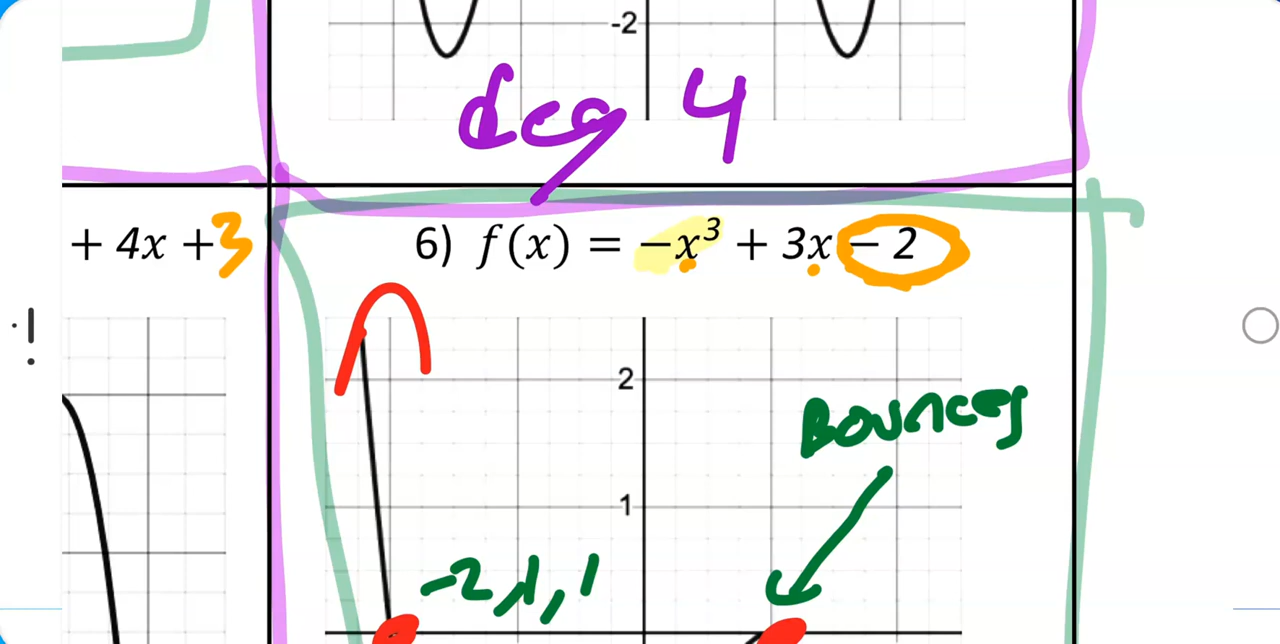 -2
deg 4
+ 4x +3
6) f(x) = −x³ + 3x − 2
2
Bounces
1
-2, 1, 1